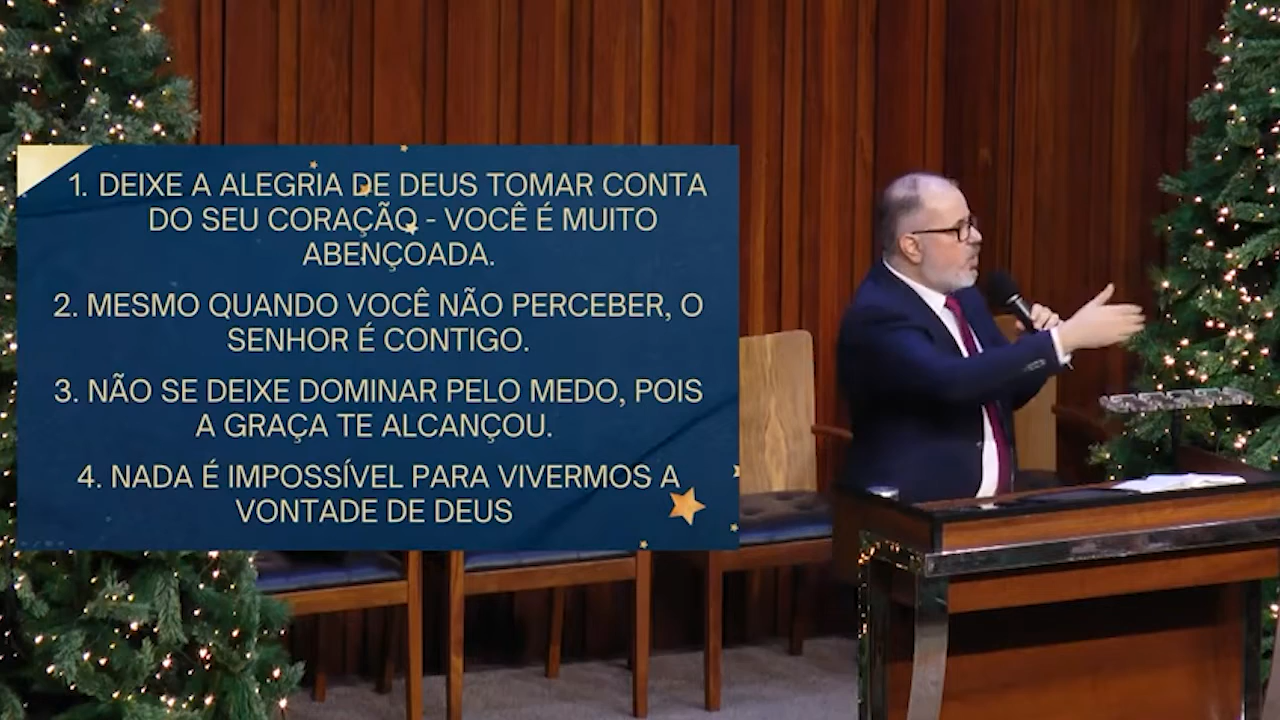 1. DEIXE A ALEGRIA DE DEUS TOMAR CONTA
DO SEU CORAÇÃO - VOCÊ É MUITO
ABENÇOADA.
2. MESMO QUANDO VOCÊ NÃO PERCEBER, O
SENHOR É CONTIGO.
3. NÃO SE DEIXE DOMINAR PELO MEDO, POIS
A GRAÇA TE ALCANÇOU.
4. NADA É IMPOSSÍVEL PARA VIVERMOS A
VONTADE DE DEUS